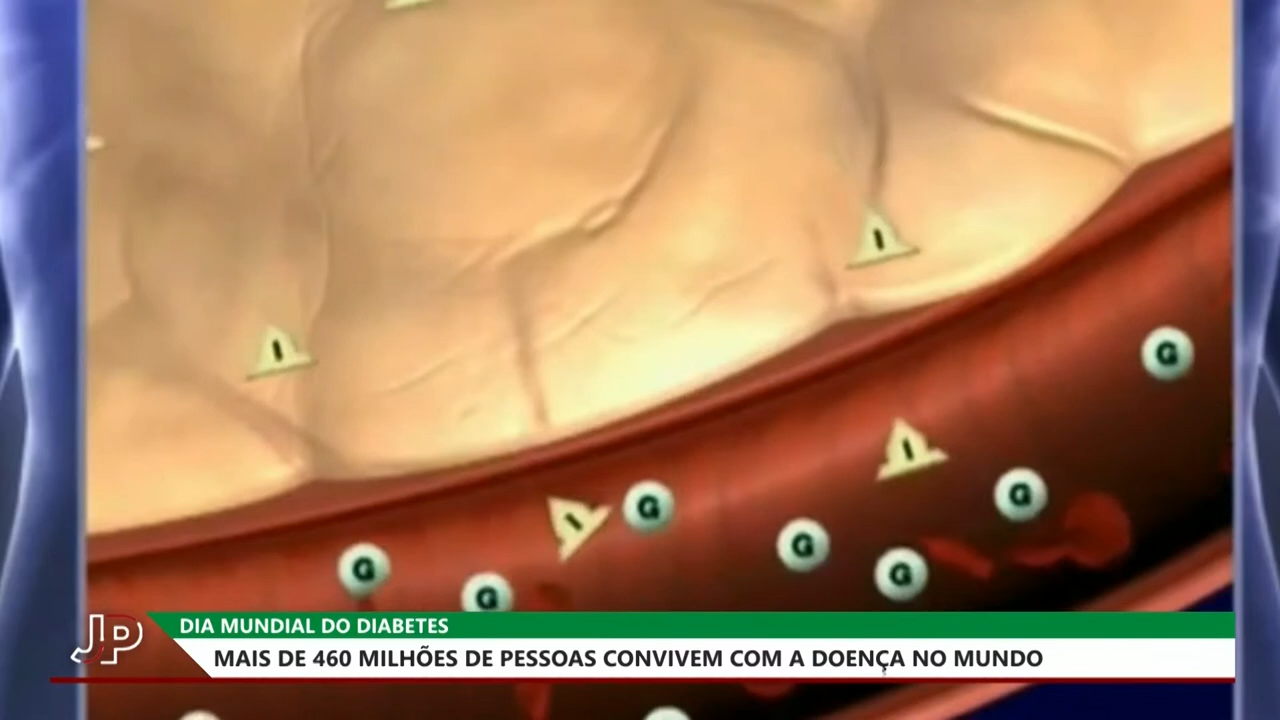 I
I
G
I
G
I
G
G
G
G
G
JP
DIA MUNDIAL DO DIABETES
MAIS DE 460 MILHÕES DE PESSOAS CONVIVEM COM A DOENÇA NO MUNDO